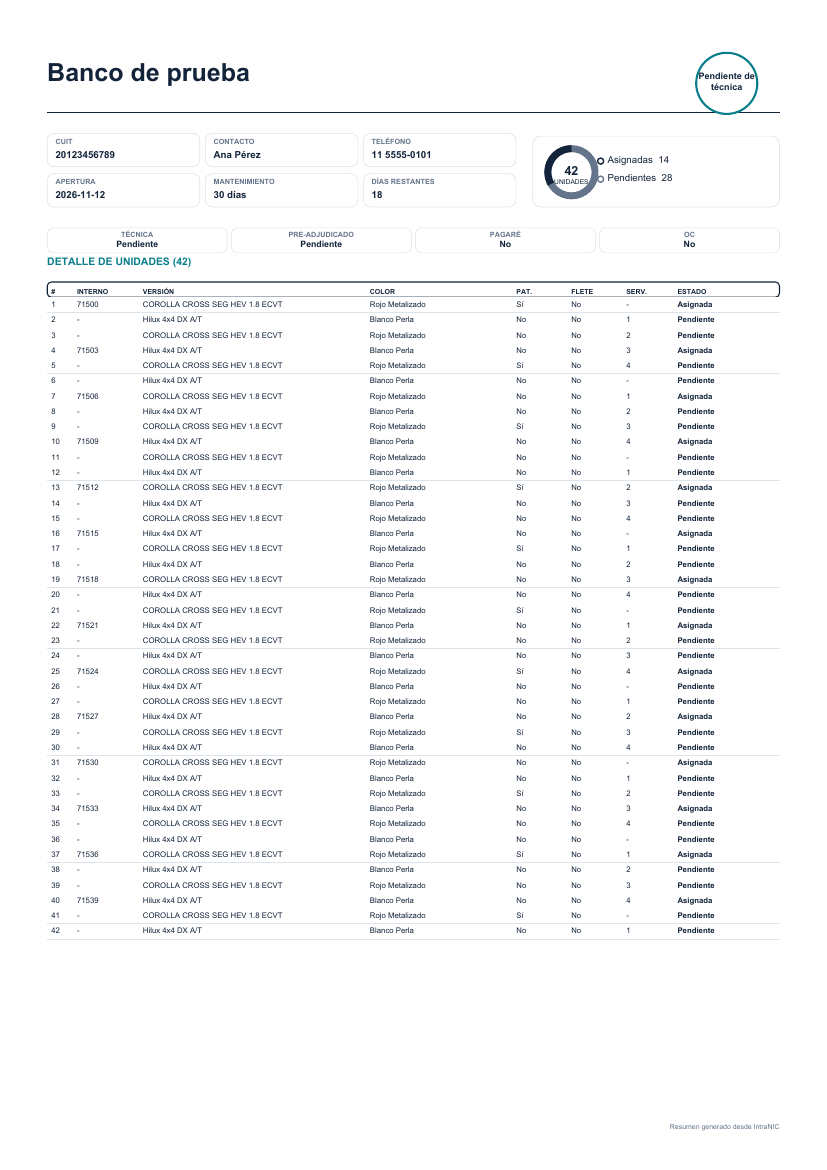 Banco de prueba
Pendiente de
técnica
CUIT
20123456789
CONTACTO
Ana Pérez
TELÉFONO
11 5555-0101
APERTURA
2026-11-12
MANTENIMIENTO
30 días
DÍAS RESTANTES
18
42
UNIDADES
Asignadas 14
Pendientes 28
TÉCNICA
Pendiente
PRE-ADJUDICADO
Pendiente
PAGARÉ
No
OC
No
DETALLE DE UNIDADES (42)
# INTERNO VERSIÓN COLOR PAT. FLETE SERV. ESTADO
1 71500 COROLLA CROSS SEG HEV 1.8 ECVT Rojo Metalizado Sí No - Asignada
2 - Hilux 4x4 DX A/T Blanco Perla No No 1 Pendiente
3 - COROLLA CROSS SEG HEV 1.8 ECVT Rojo Metalizado No No 2 Pendiente
4 71503 Hilux 4x4 DX A/T Blanco Perla No No 3 Asignada
5 - COROLLA CROSS SEG HEV 1.8 ECVT Rojo Metalizado Sí No 4 Pendiente
6 - Hilux 4x4 DX A/T Blanco Perla No No - Pendiente
7 71506 COROLLA CROSS SEG HEV 1.8 ECVT Rojo Metalizado No No 1 Asignada
8 - Hilux 4x4 DX A/T Blanco Perla No No 2 Pendiente
9 - COROLLA CROSS SEG HEV 1.8 ECVT Rojo Metalizado Sí No 3 Pendiente
10 71509 Hilux 4x4 DX A/T Blanco Perla No No 4 Asignada
11 - COROLLA CROSS SEG HEV 1.8 ECVT Rojo Metalizado No No - Pendiente
12 - Hilux 4x4 DX A/T Blanco Perla No No 1 Pendiente
13 71512 COROLLA CROSS SEG HEV 1.8 ECVT Rojo Metalizado Sí No 2 Asignada
14 - Hilux 4x4 DX A/T Blanco Perla No No 3 Pendiente
15 - COROLLA CROSS SEG HEV 1.8 ECVT Rojo Metalizado No No 4 Pendiente
16 71515 Hilux 4x4 DX A/T Blanco Perla No No - Asignada
17 - COROLLA CROSS SEG HEV 1.8 ECVT Rojo Metalizado Sí No 1 Pendiente
18 - Hilux 4x4 DX A/T Blanco Perla No No 2 Pendiente
19 71518 COROLLA CROSS SEG HEV 1.8 ECVT Rojo Metalizado No No 3 Asignada
20 - Hilux 4x4 DX A/T Blanco Perla No No 4 Pendiente
21 - COROLLA CROSS SEG HEV 1.8 ECVT Rojo Metalizado Sí No - Pendiente
22 71521 Hilux 4x4 DX A/T Blanco Perla No No 1 Asignada
23 - COROLLA CROSS SEG HEV 1.8 ECVT Rojo Metalizado No No 2 Pendiente
24 - Hilux 4x4 DX A/T Blanco Perla No No 3 Pendiente
25 71524 COROLLA CROSS SEG HEV 1.8 ECVT Rojo Metalizado Sí No 4 Asignada
26 - Hilux 4x4 DX A/T Blanco Perla No No - Pendiente
27 - COROLLA CROSS SEG HEV 1.8 ECVT Rojo Metalizado No No 1 Pendiente
28 71527 Hilux 4x4 DX A/T Blanco Perla No No 2 Asignada
29 - COROLLA CROSS SEG HEV 1.8 ECVT Rojo Metalizado Sí No 3 Pendiente
30 - Hilux 4x4 DX A/T Blanco Perla No No 4 Pendiente
31 71530 COROLLA CROSS SEG HEV 1.8 ECVT Rojo Metalizado No No - Asignada
32 - Hilux 4x4 DX A/T Blanco Perla No No 1 Pendiente
33 - COROLLA CROSS SEG HEV 1.8 ECVT Rojo Metalizado Sí No 2 Pendiente
34 71533 Hilux 4x4 DX A/T Blanco Perla No No 3 Asignada
35 - COROLLA CROSS SEG HEV 1.8 ECVT Rojo Metalizado No No 4 Pendiente
36 - Hilux 4x4 DX A/T Blanco Perla No No - Pendiente
37 71536 COROLLA CROSS SEG HEV 1.8 ECVT Rojo Metalizado Sí No 1 Asignada
38 - Hilux 4x4 DX A/T Blanco Perla No No 2 Pendiente
39 - COROLLA CROSS SEG HEV 1.8 ECVT Rojo Metalizado No No 3 Pendiente
40 71539 Hilux 4x4 DX A/T Blanco Perla No No 4 Asignada
41 - COROLLA CROSS SEG HEV 1.8 ECVT Rojo Metalizado Sí No - Pendiente
42 - Hilux 4x4 DX A/T Blanco Perla No No 1 Pendiente
Resumen generado desde IntraNIC